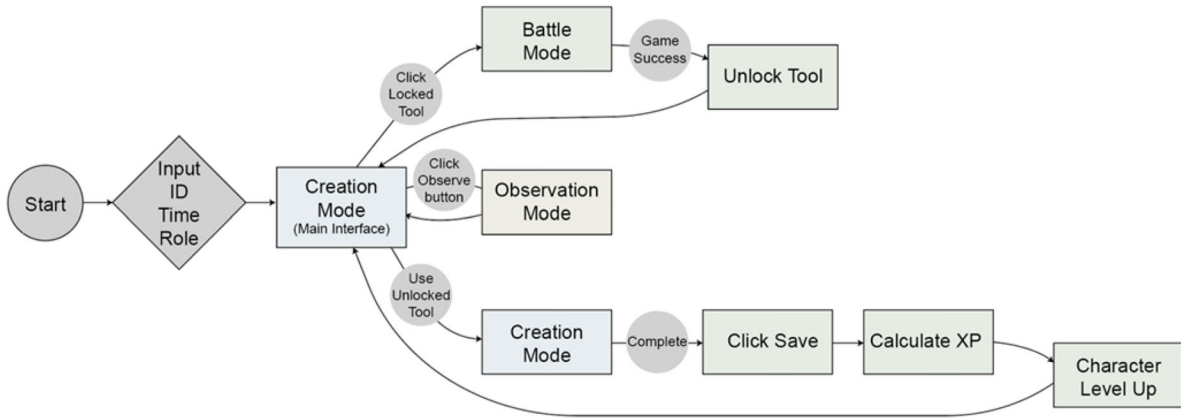 Start
Input
ID
Time
Role
Creation
Mode
(Main Interface)
Click
Locked
Tool
Battle
Mode
Game
Success
Unlock Tool
Click
Observe
button
Observation
Mode
Use
Unlocked
Tool
Creation
Mode
Complete
Click Save
Calculate XP
Character
Level Up